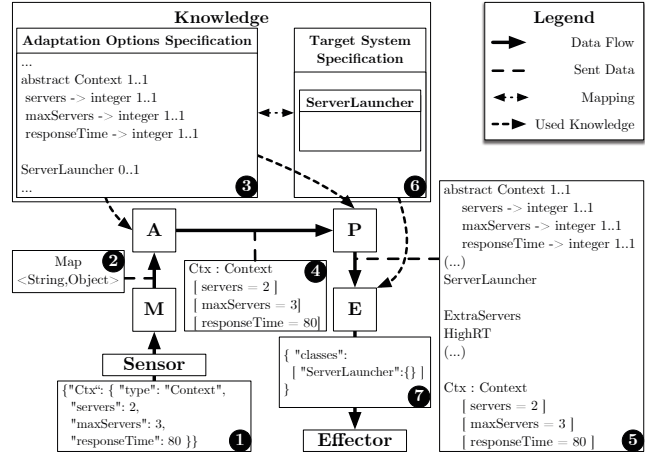 Knowledge
Adaptation Options Specification
...
abstract Context 1..1
servers -> integer 1..1
maxServers -> integer 1..1
responseTime -> integer 1..1
ServerLauncher 0..1
...
3
Target System
Specification
ServerLauncher
6
Legend
Data Flow
Sent Data
Mapping
Used Knowledge
A
P
M
E
Map
<String,Object>
2
Ctx : Context
[ servers = 2 ]
[ maxServers = 3]
[ responseTime = 80]
4
abstract Context 1..1
servers -> integer 1..1
maxServers -> integer 1..1
responseTime -> integer 1..1
(...)
ServerLauncher
ExtraServers
HighRT
(...)
Ctx : Context
[ servers = 2 ]
[ maxServers = 3 ]
[ responseTime = 80 ]
5
Sensor
{"Ctx“: { "type": "Context",
"servers": 2,
"maxServers": 3,
"responseTime": 80 }}
1
{ "classes":
[ "ServerLauncher":{} ]
}
7
Effector